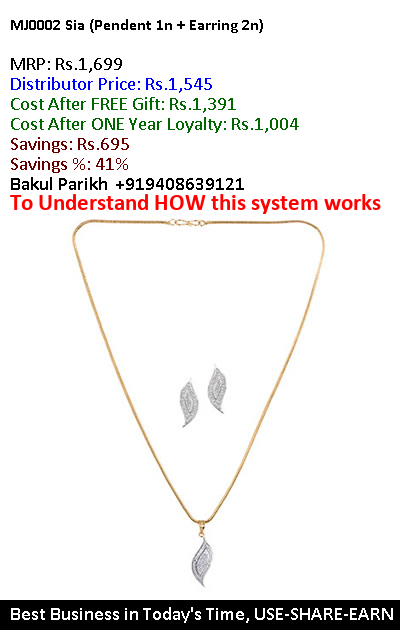 MJ0002 Sia (Pendent 1n + Earring 2n)
MRP: Rs.1,699
Distributor Price: Rs.1,545
Cost After FREE Gift: Rs.1,391
Cost After ONE Year Loyalty: Rs.1,004
Savings: Rs.695
Savings %: 41%
Bakul Parikh +919408639121
To Understand HOW this system works
Best Business in Today's Time, USE-SHARE-EARN